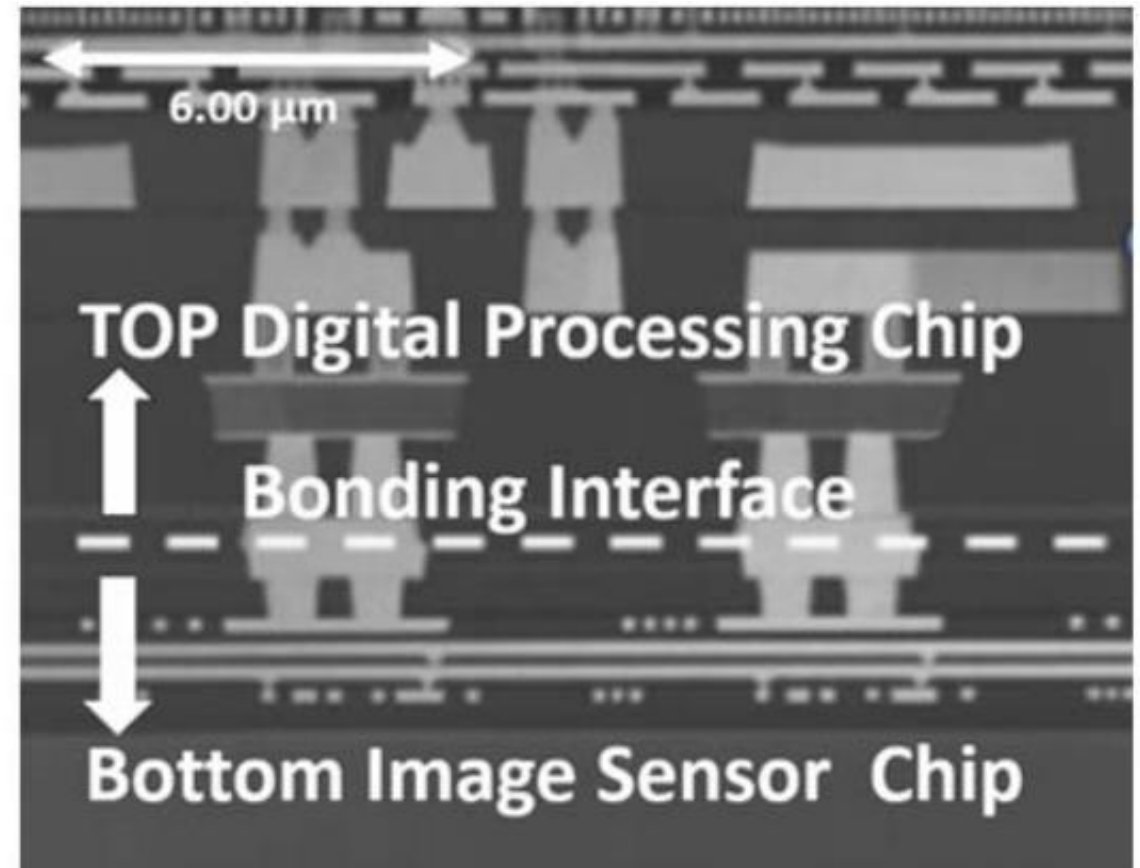 6.00 µm
TOP Digital Processing Chip
Bonding Interface
Bottom Image Sensor Chip